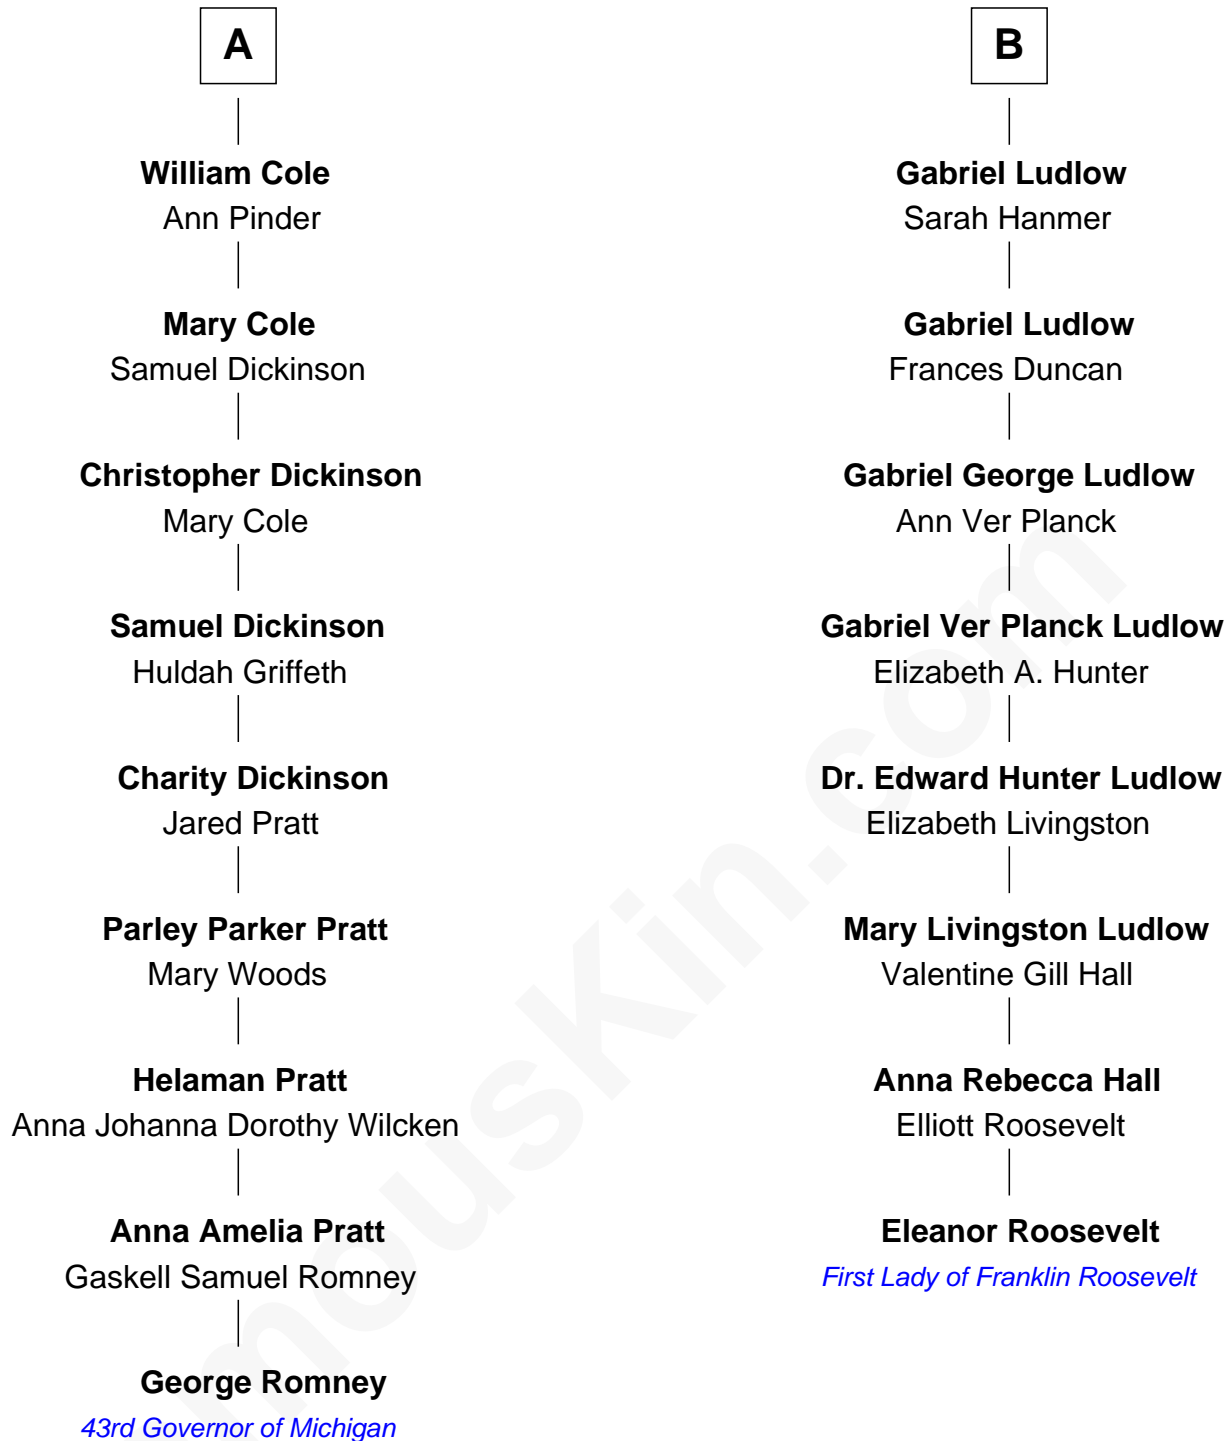 A
William Cole
Ann Pinder
Mary Cole
Samuel Dickinson
Christopher Dickinson
Mary Cole
Samuel Dickinson
Huldah Griffeth
Charity Dickinson
Jared Pratt
Parley Parker Pratt
Mary Woods
Helaman Pratt
Anna Johanna Dorothy Wilcken
Anna Amelia Pratt
Gaskell Samuel Romney
George Romney
43rd Governor of Michigan
B
Gabriel Ludlow
Sarah Hanmer
Gabriel Ludlow
Frances Duncan
Gabriel George Ludlow
Ann Ver Planck
Gabriel Ver Planck Ludlow
Elizabeth A. Hunter
Dr. Edward Hunter Ludlow
Elizabeth Livingston
Mary Livingston Ludlow
Valentine Gill Hall
Anna Rebecca Hall
Elliott Roosevelt
Eleanor Roosevelt
First Lady of Franklin Roosevelt
mousKin.com